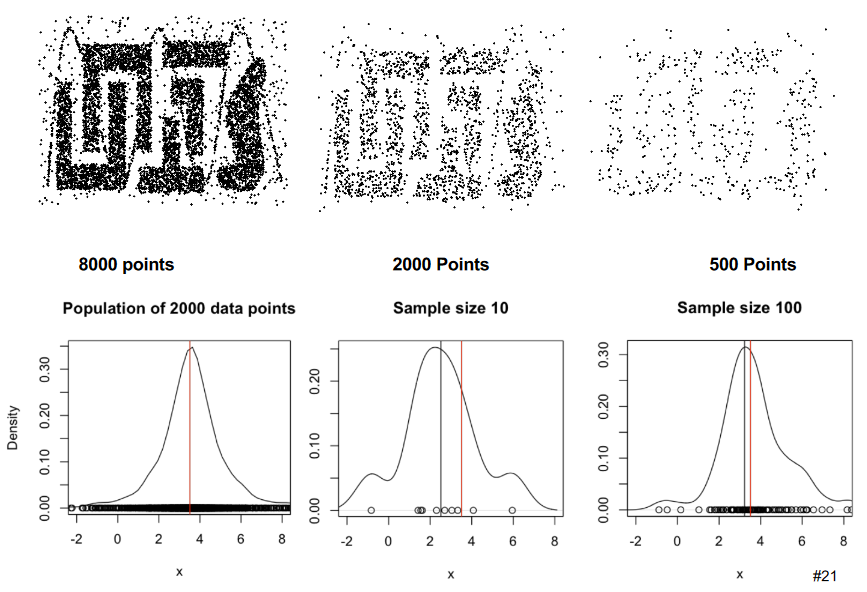 8000 points
2000 Points
500 Points
Population of 2000 data points
Sample size 10
Sample size 100
Density
0.00 0.10 0.20 0.30
-2 0 2 4 6 8
x
0.00 0.10 0.20
-2 0 2 4 6 8
x
0.00 0.10 0.20 0.30
-2 0 2 4 6 8
x
#21